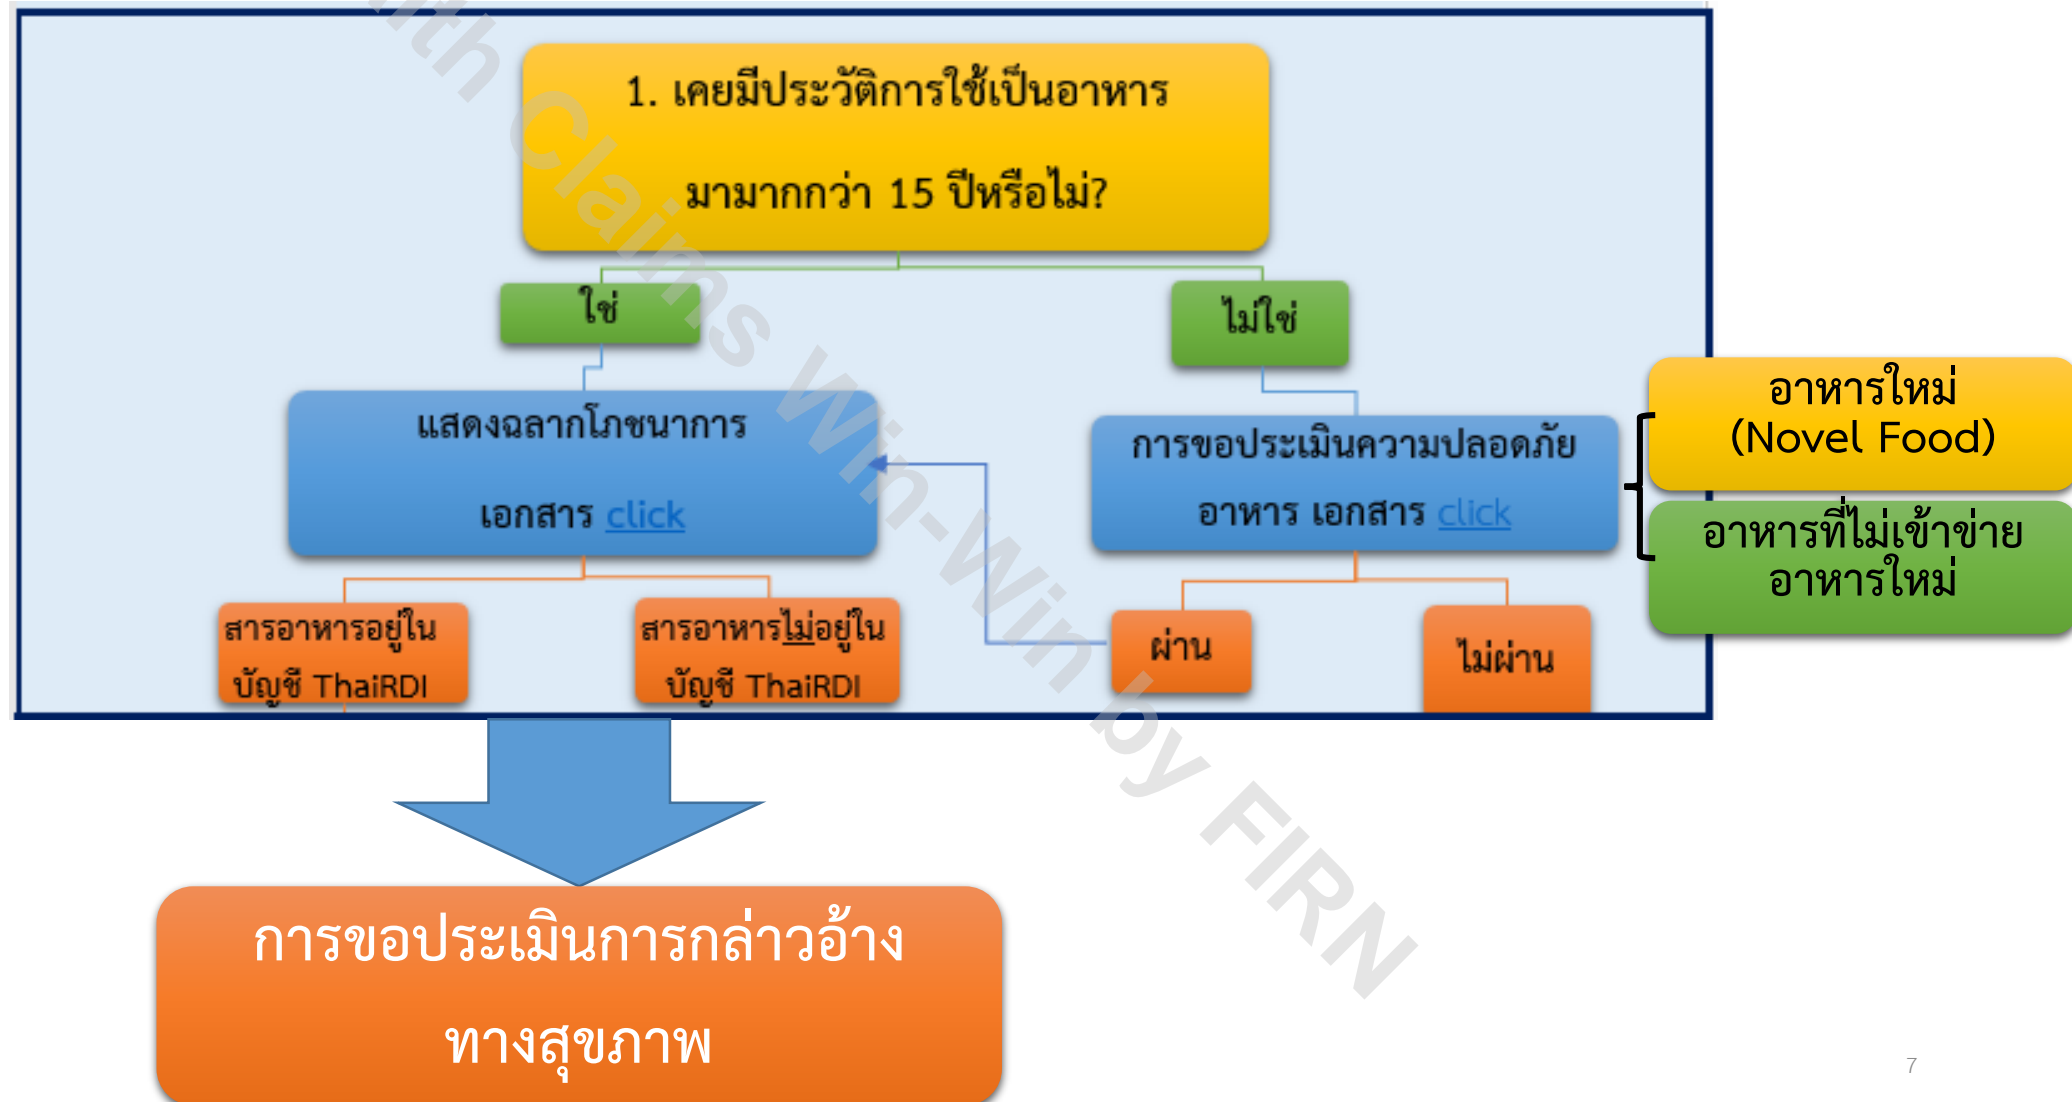 1. เคยมีประวัติการใช้เป็นอาหาร
มามากกว่า 15 ปีหรือไม่?
ใช่
ไม่ใช่
แสดงฉลากโภชนาการ
เอกสาร click
การขอประเมินความปลอดภัย
อาหาร เอกสาร click
อาหารใหม่
(Novel Food)
อาหารที่ไม่เข้าข่าย
อาหารใหม่
สารอาหารอยู่ใน
บัญชี ThaiRDI
สารอาหารไม่อยู่ใน
บัญชี ThaiRDI
ผ่าน
ไม่ผ่าน
การขอประเมินการกล่าวอ้าง
ทางสุขภาพ
Claims Win-Win by FIRN
7